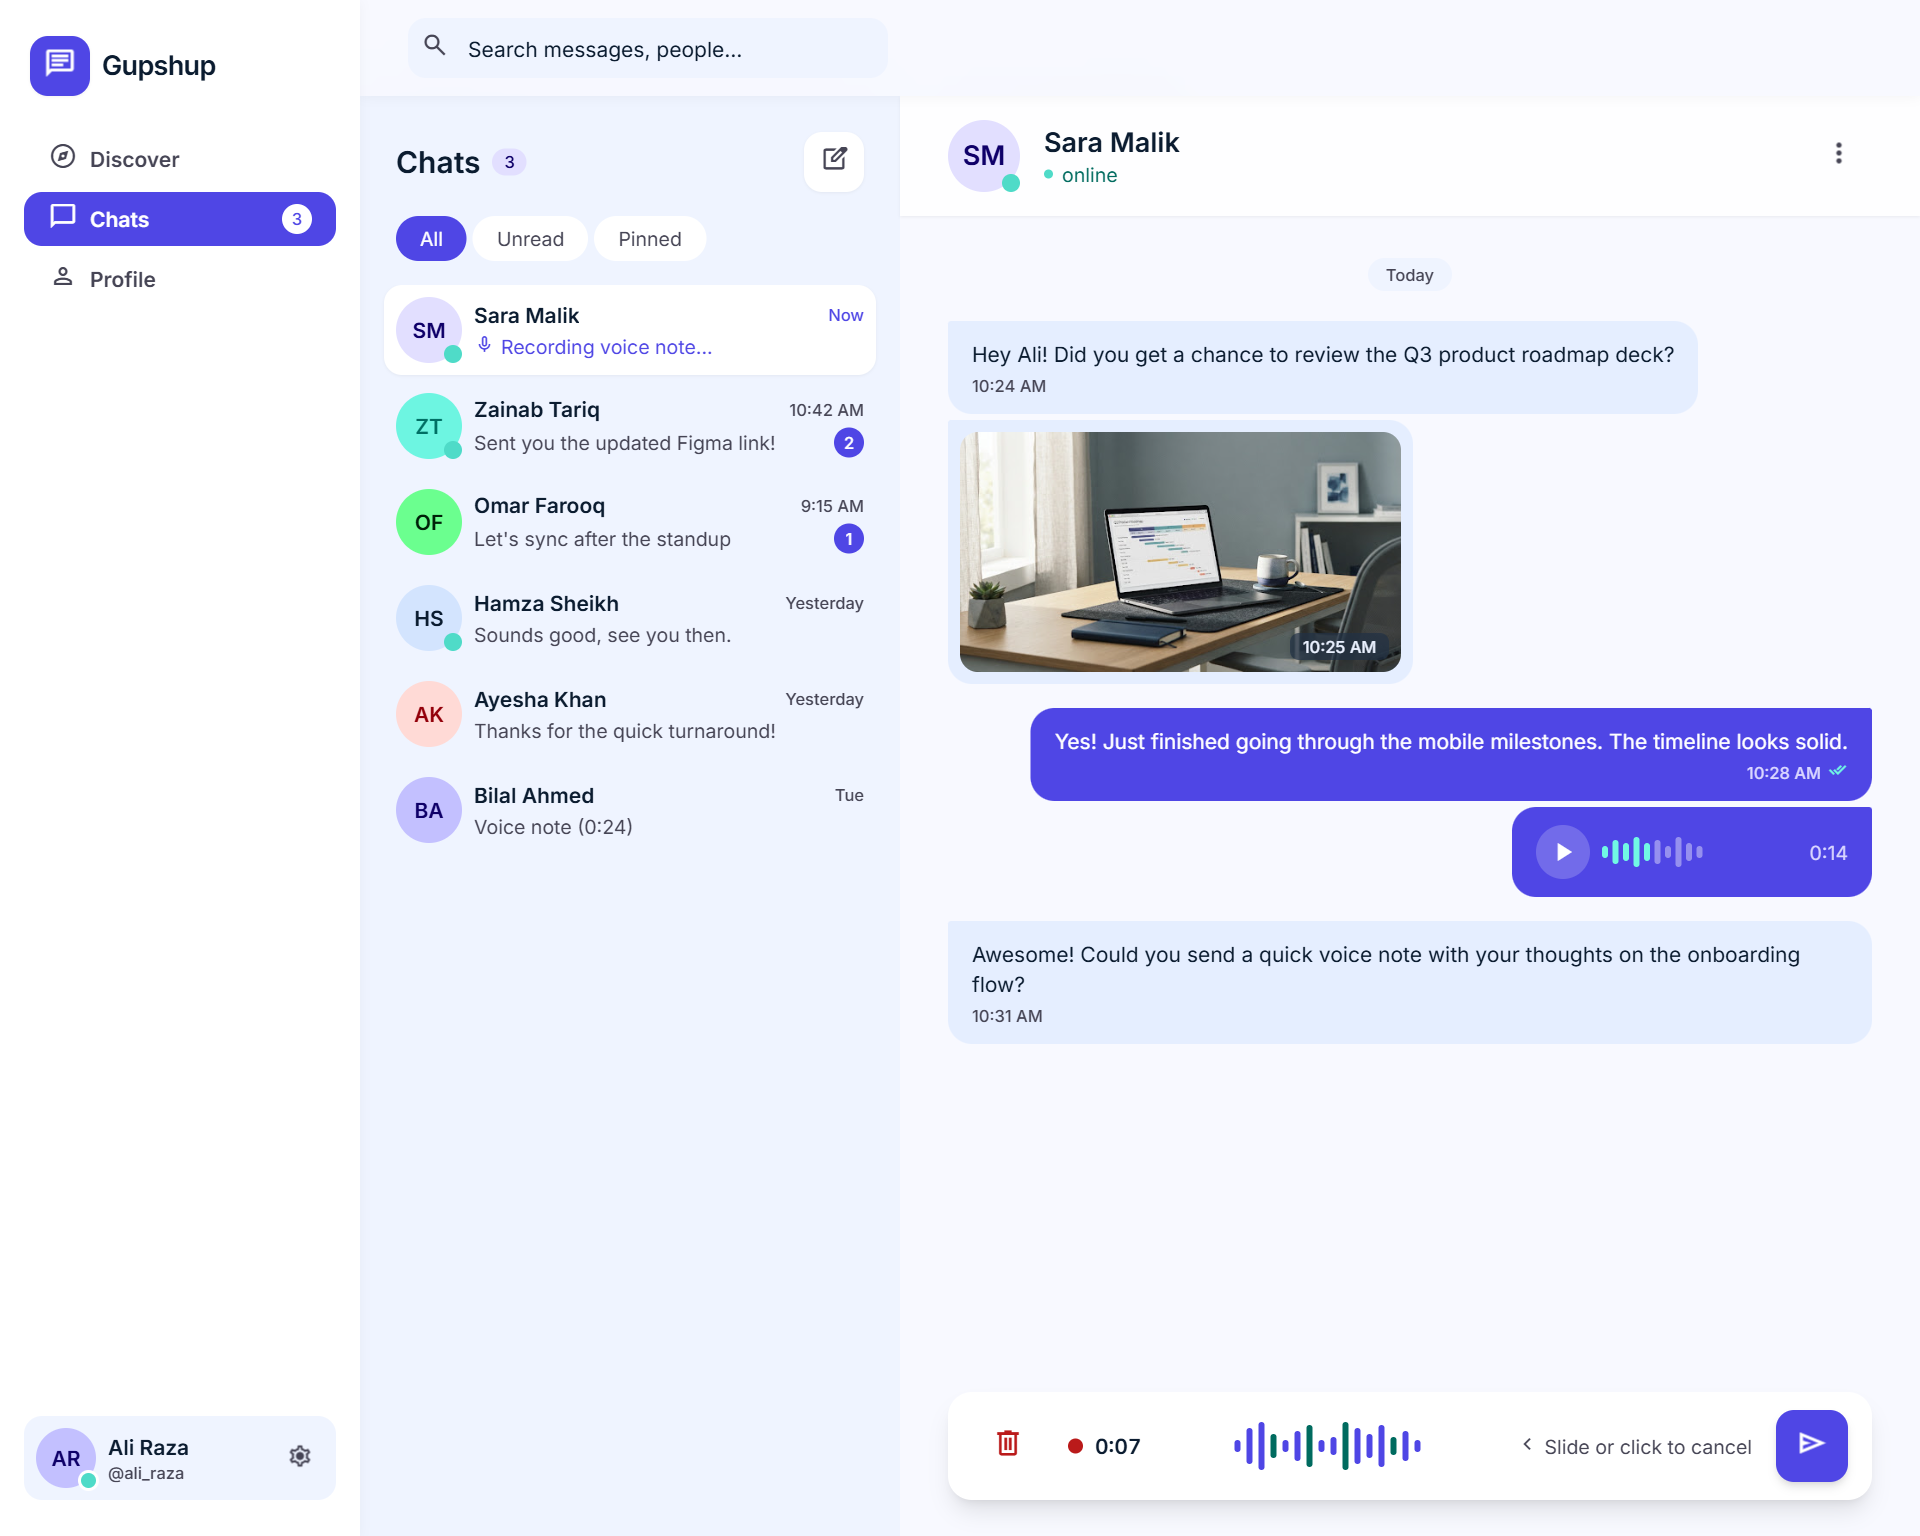 Gupshup
Discover
Chats
3
Profile
Search messages, people...
Chats
3
All
Unread
Pinned
SM
Sara Malik
Now
Recording voice note...
ZT
Zainab Tariq
10:42 AM
Sent you the updated Figma link!
2
OF
Omar Farooq
9:15 AM
Let's sync after the standup
1
HS
Hamza Sheikh
Yesterday
Sounds good, see you then.
AK
Ayesha Khan
Yesterday
Thanks for the quick turnaround!
BA
Bilal Ahmed
Tue
Voice note (0:24)
AR
Ali Raza
@ali_raza
SM
Sara Malik
online
Today
Hey Ali! Did you get a chance to review the Q3 product roadmap deck?
10:24 AM
10:25 AM
Yes! Just finished going through the mobile milestones. The timeline looks solid.
10:28 AM
0:14
Awesome! Could you send a quick voice note with your thoughts on the onboarding
flow?
10:31 AM
0:07
Slide or click to cancel